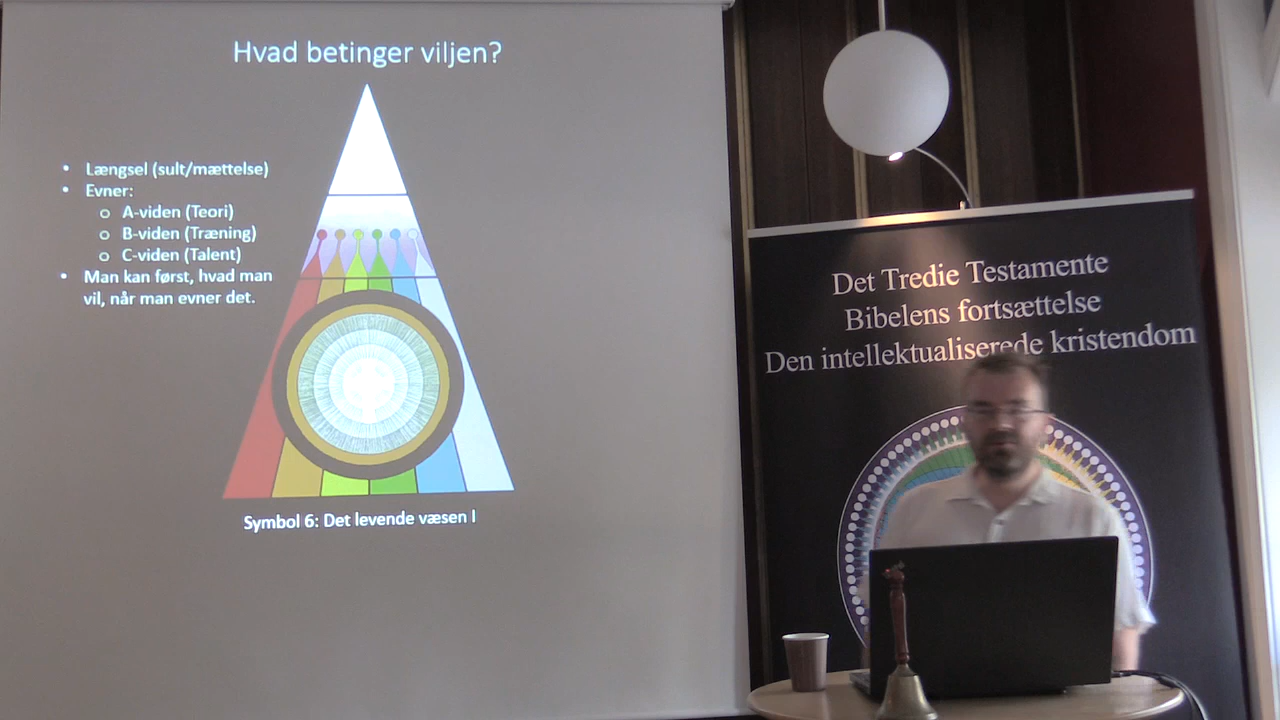 Hvad betinger viljen?
• Længsel (sult/mættelse)
• Evner:
o A-viden (Teori)
o B-viden (Træning)
o C-viden (Talent)
• Man kan først, hvad man
vil, når man evner det.
Symbol 6: Det levende væsen I
Det Tredie Testamente
Bibelens fortsættelse
Den intellektualiserede kristendom